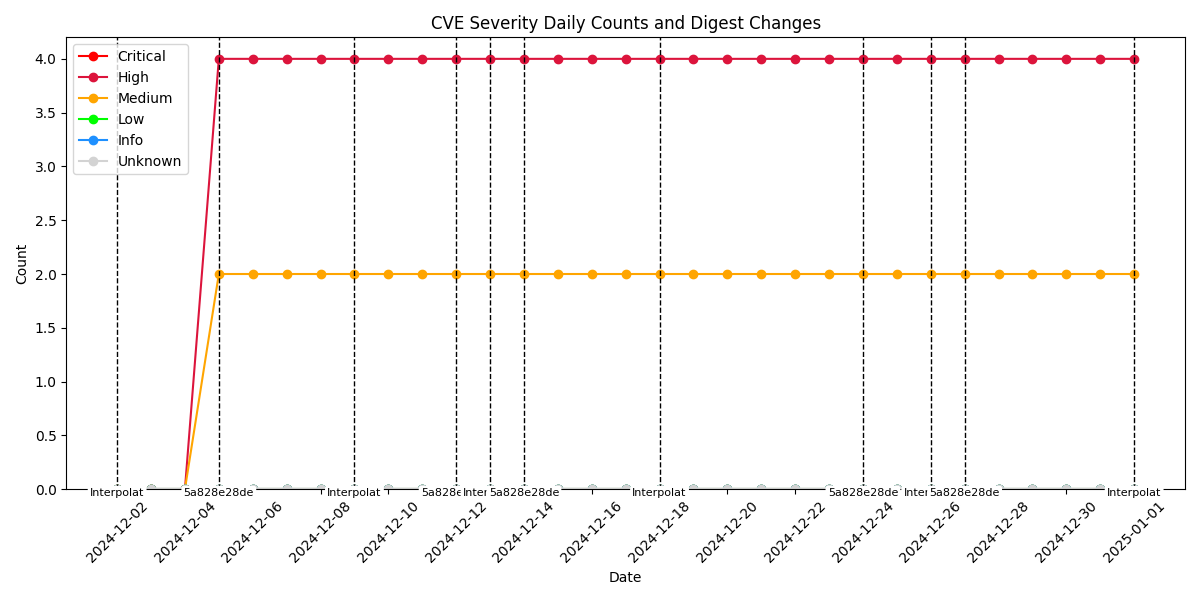 CVE Severity Daily Counts and Digest Changes
Critical
High
Medium
Low
Info
Unknown
4.0
3.5
3.0
2.5
2.0
1.5
1.0
0.5
0.0
Count
Interpolat
5a828e28de
Interpolat
5a828e
Inter
5a828e28de
Interpolat
5a828e28de
Inter
5a828e28de
Interpolat
2024-12-02
2024-12-04
2024-12-06
2024-12-08
2024-12-10
2024-12-12
2024-12-14
2024-12-16
2024-12-18
2024-12-20
2024-12-22
2024-12-24
2024-12-26
2024-12-28
2024-12-30
2025-01-01
Date